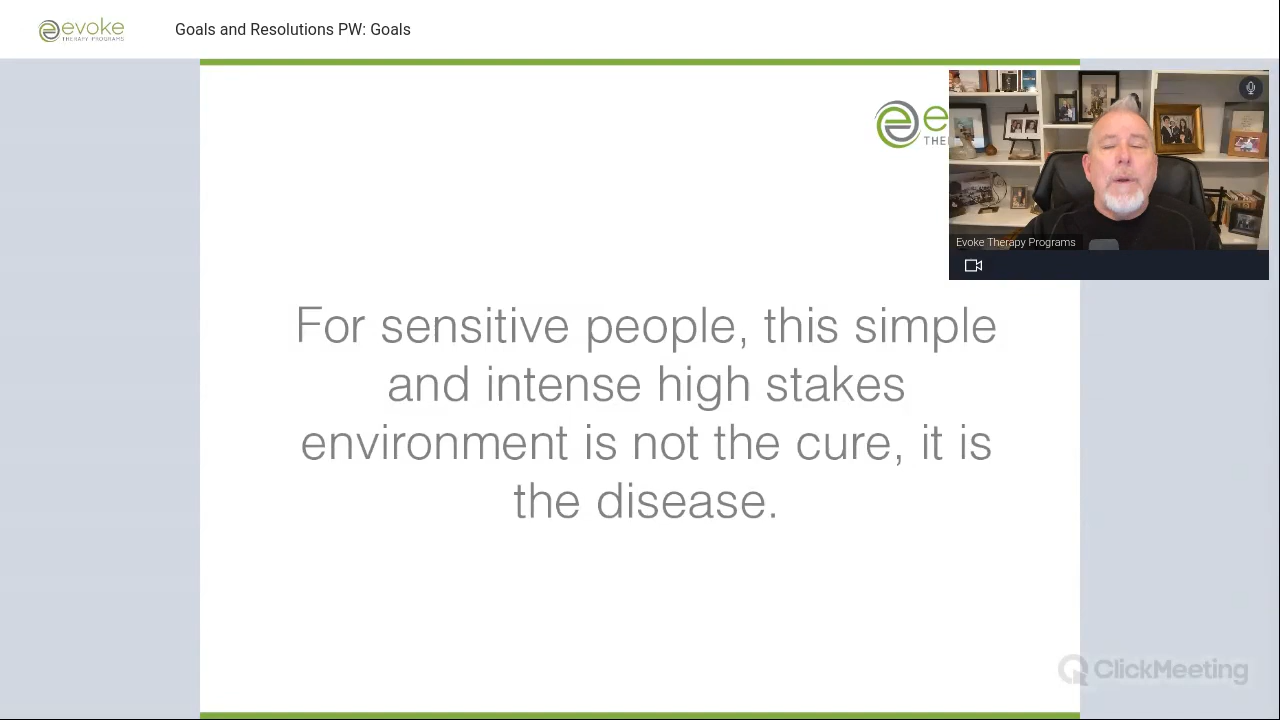 evoke
THERAPY PROGRAMS
Goals and Resolutions PW: Goals
e
THE
Evoke Therapy Programs
For sensitive people, this simple
and intense high stakes
environment is not the cure, it is
the disease.
ClickMeeting